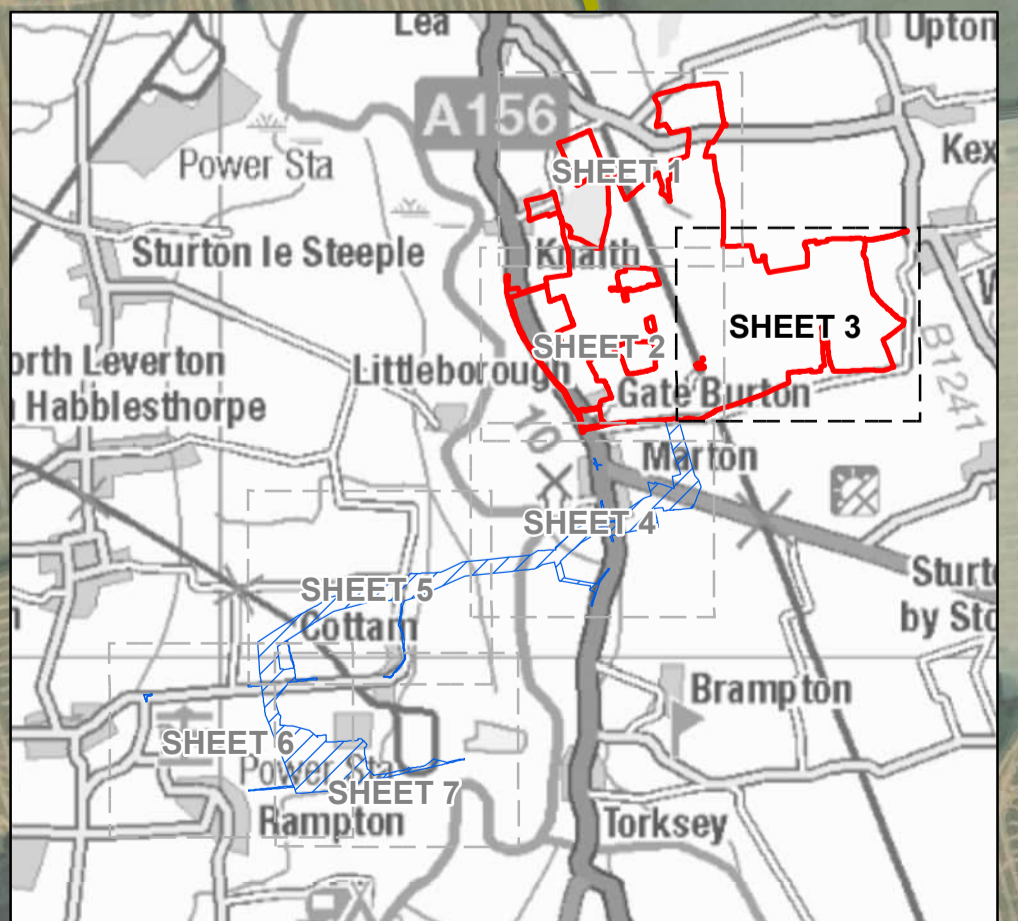 Lea
Upton
A156
Kex
Power Sta
SHEET 1
Sturton le Steeple
Knaith
SHEET 3
SHEET 2
orth Leverton
Habblesthorpe
Littleborough
Gate Burton
B1241
10
Marton
SHEET 4
Sturt
by Sto
SHEET 5
Cottam
Brampton
SHEET 6
Power Sta
SHEET 7
Rampton
Torksey